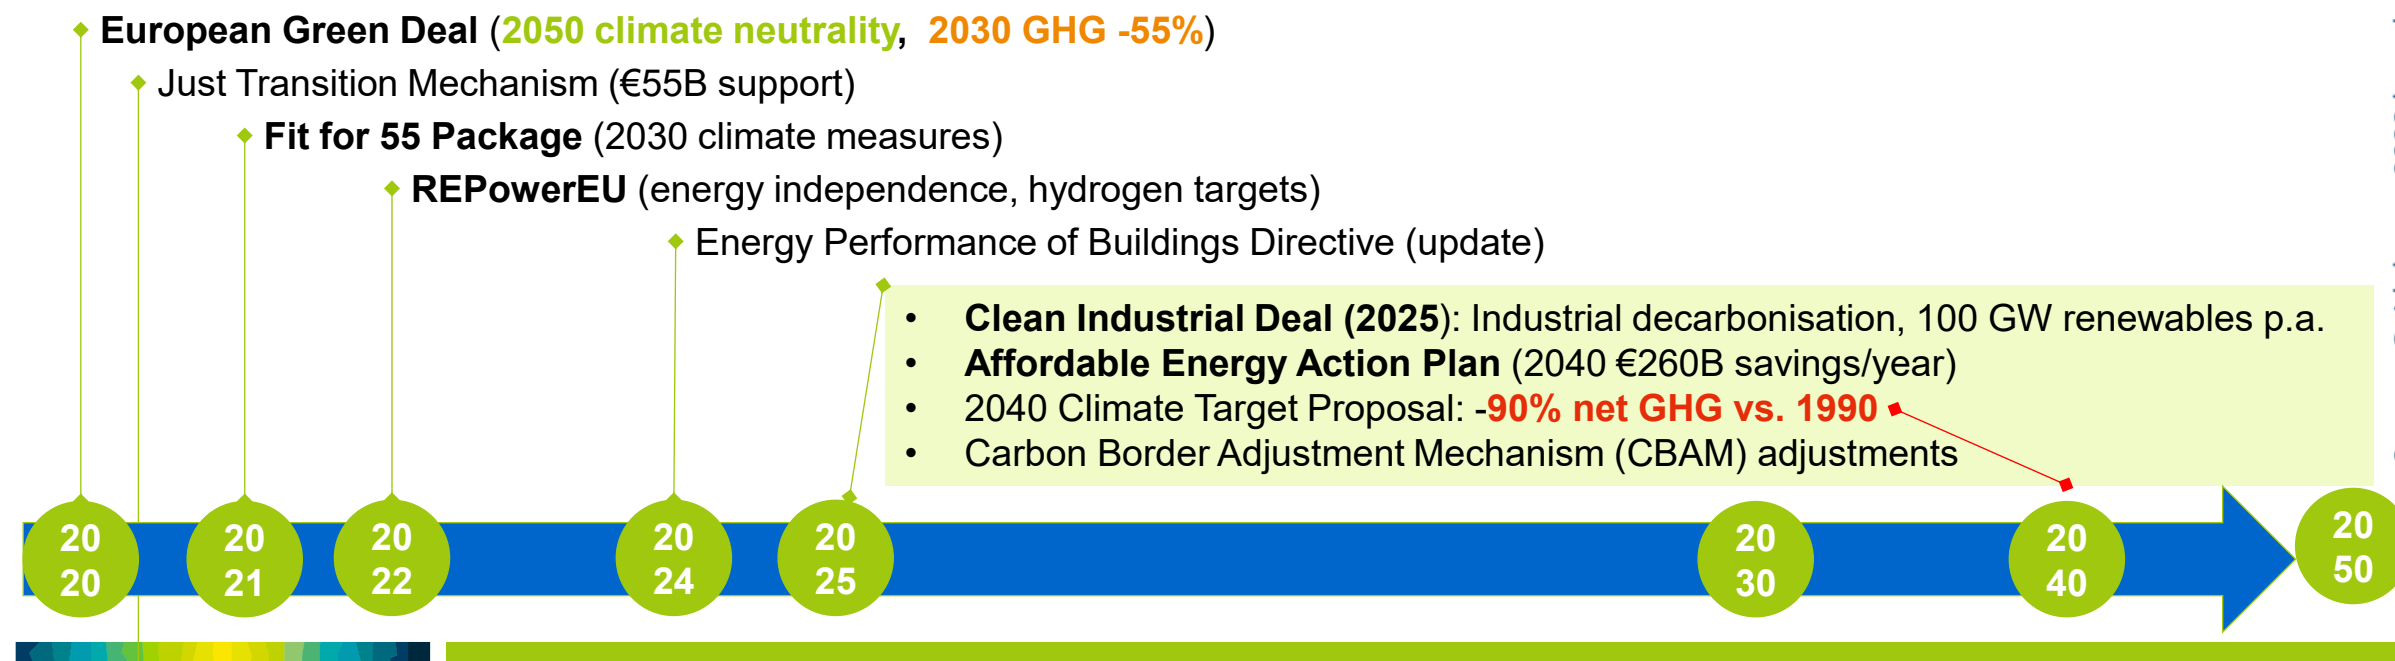 European Green Deal (2050 climate neutrality,  2030 GHG -55%)
Just Transition Mechanism (€55B support)
Fit for 55 Package (2030 climate measures)
REPowerEU (energy independence, hydrogen targets)
Energy Performance of Buildings Directive (update)
• Clean Industrial Deal (2025): Industrial decarbonisation, 100 GW renewables p.a.
• Affordable Energy Action Plan (2040 €260B savings/year)
• 2040 Climate Target Proposal: -90% net GHG vs. 1990
• Carbon Border Adjustment Mechanism (CBAM) adjustments
20
20
20
21
20
22
20
24
20
25
20
30
20
40
20
50